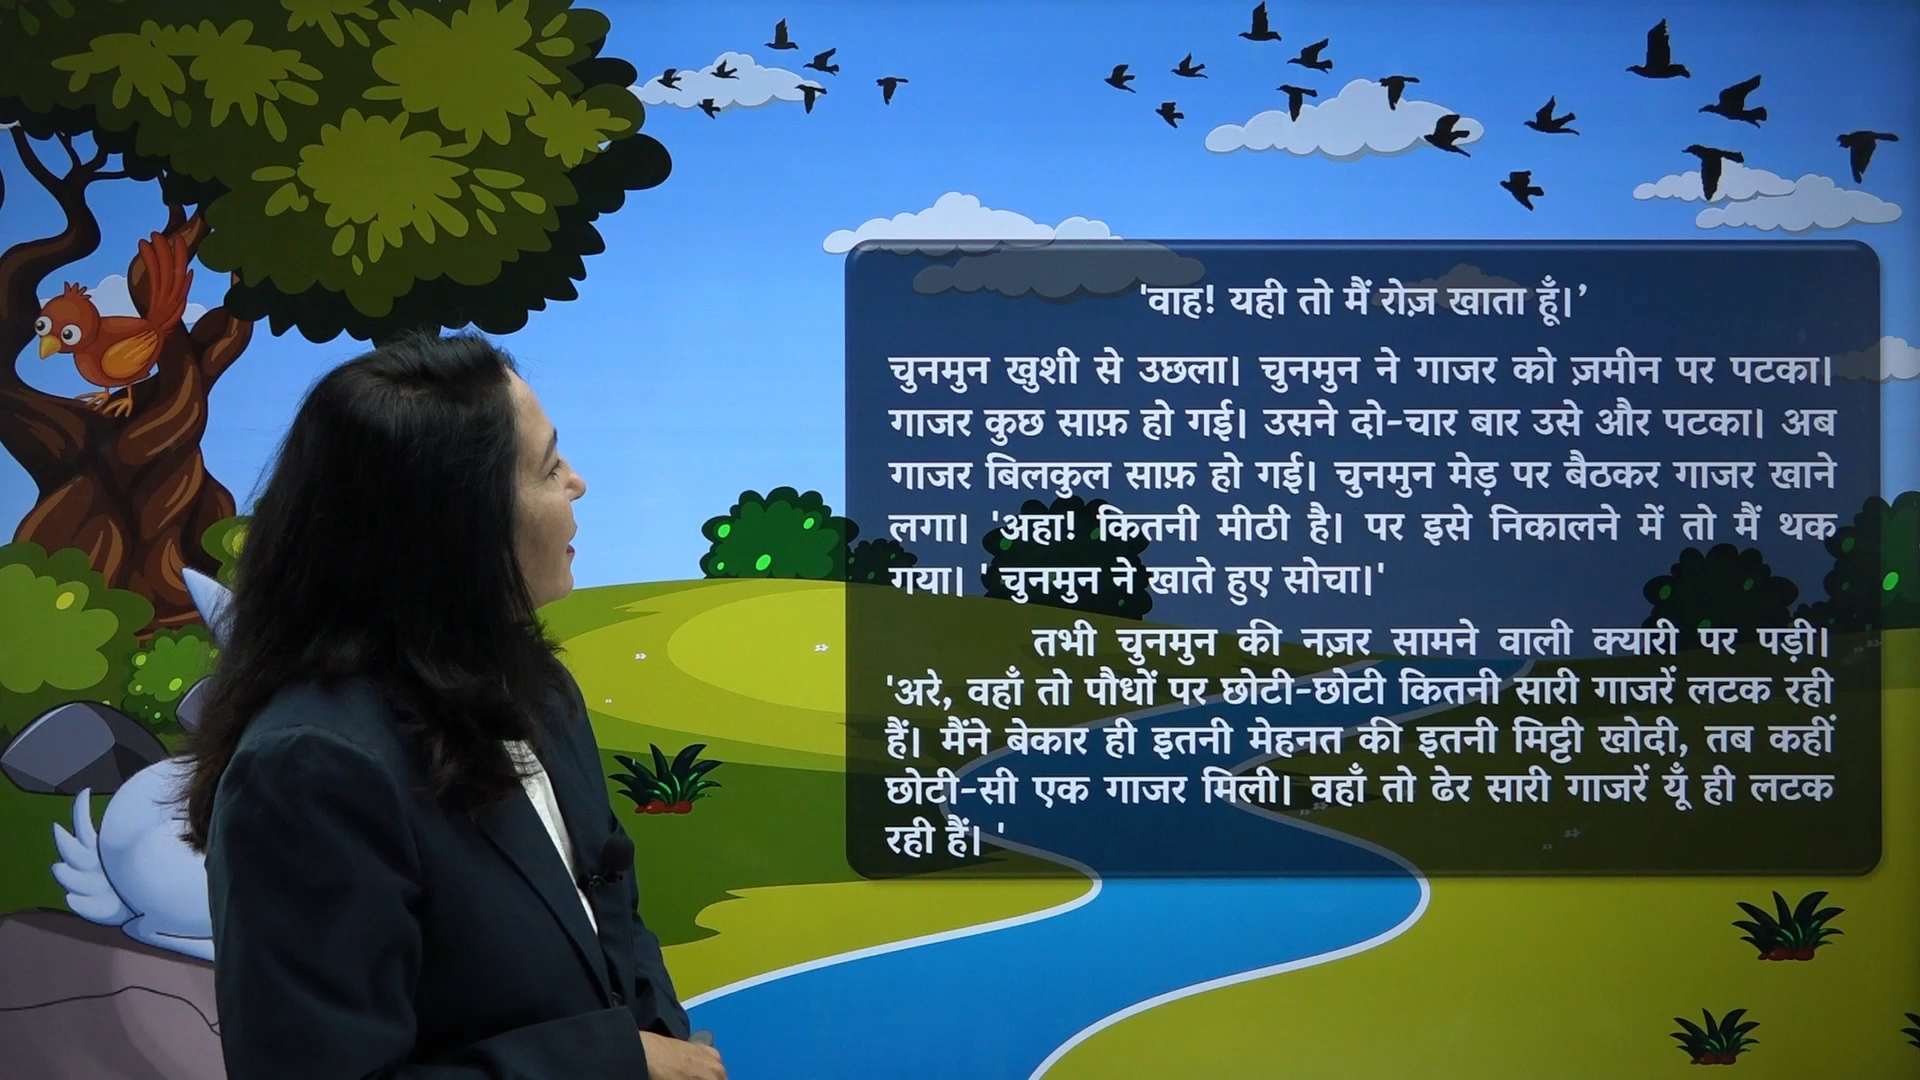 'वाह! यही तो मैं रोज़ खाता हूँ।’
चुनमुन खुशी से उछला। चुनमुन ने गाजर को ज़मीन पर पटका।
गाजर कुछ साफ़ हो गई। उसने दो-चार बार उसे और पटका। अब
गाजर बिलकुल साफ़ हो गई। चुनमुन मेड़ पर बैठकर गाजर खाने
लगा। 'अहा! कितनी मीठी है। पर इसे निकालने में तो मैं थक
गया। ' चुनमुन ने खाते हुए सोचा।'
तभी चुनमुन की नज़र सामने वाली क्यारी पर पड़ी।
'अरे, वहाँ तो पौधों पर छोटी-छोटी कितनी सारी गाजरें लटक रही
हैं। मैंने बेकार ही इतनी मेहनत की इतनी मिट्टी खोदी, तब कहीं
छोटी-सी एक गाजर मिली। वहाँ तो ढेर सारी गाजरें यूँ ही लटक
रही हैं। '